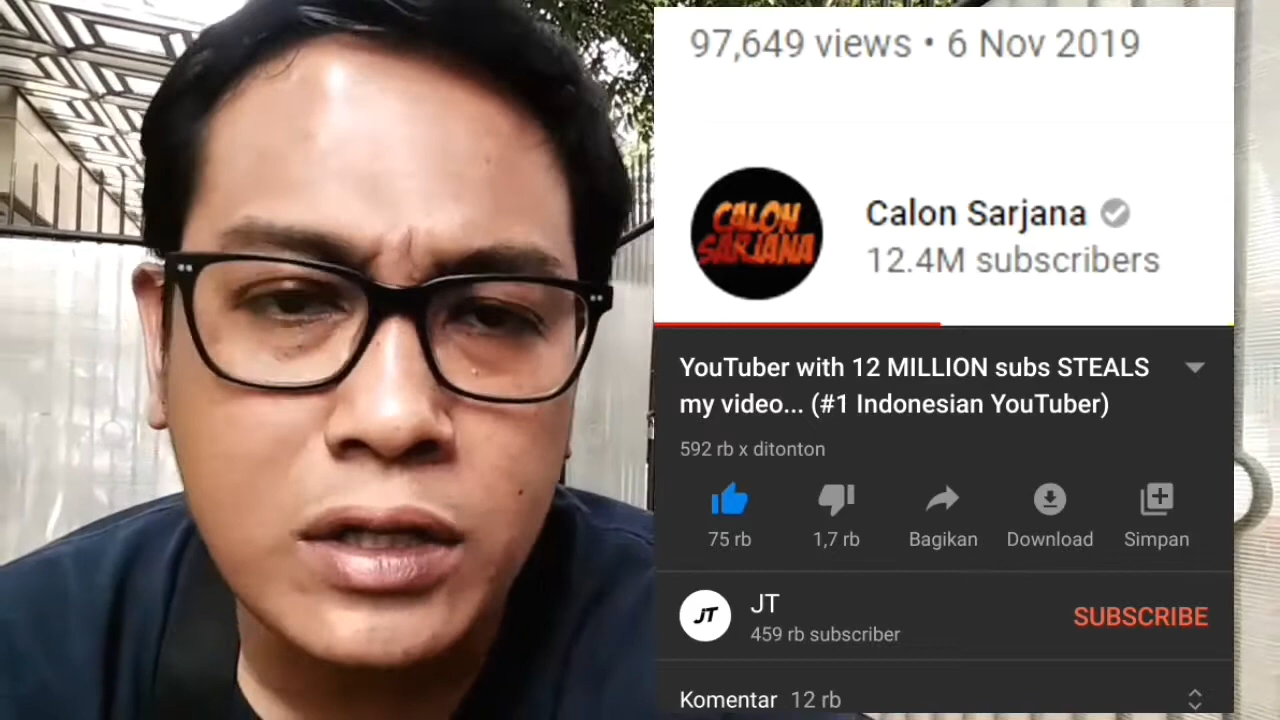 97,649 views • 6 Nov 2019
CALON
SARJANA
Calon Sarjana
12.4M subscribers
YouTuber with 12 MILLION subs STEALS
my video... (#1 Indonesian YouTuber)
592 rb x ditonton
75 rb
1,7 rb
Bagikan
Download
Simpan
JT
JT
459 rb subscriber
SUBSCRIBE
Komentar 12 rb